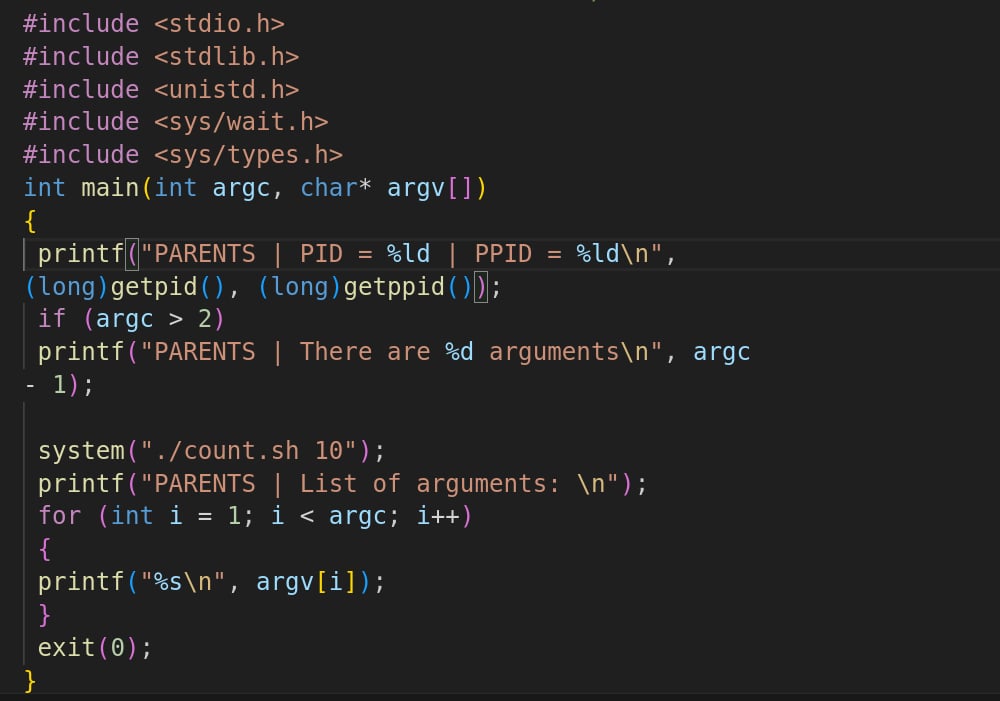 #include <stdio.h>
#include <stdlib.h>
#include <unistd.h>
#include <sys/wait.h>
#include <sys/types.h>
int main(int argc, char* argv[])
{
 printf("PARENTS | PID = %ld | PPID = %ld\n",
(long)getpid(), (long)getppid());
 if (argc > 2)
 printf("PARENTS | There are %d arguments\n", argc
- 1);
 system("./count.sh 10");
 printf("PARENTS | List of arguments: \n");
 for (int i = 1; i < argc; i++)
 {
 printf("%s\n", argv[i]);
 }
 exit(0);
}